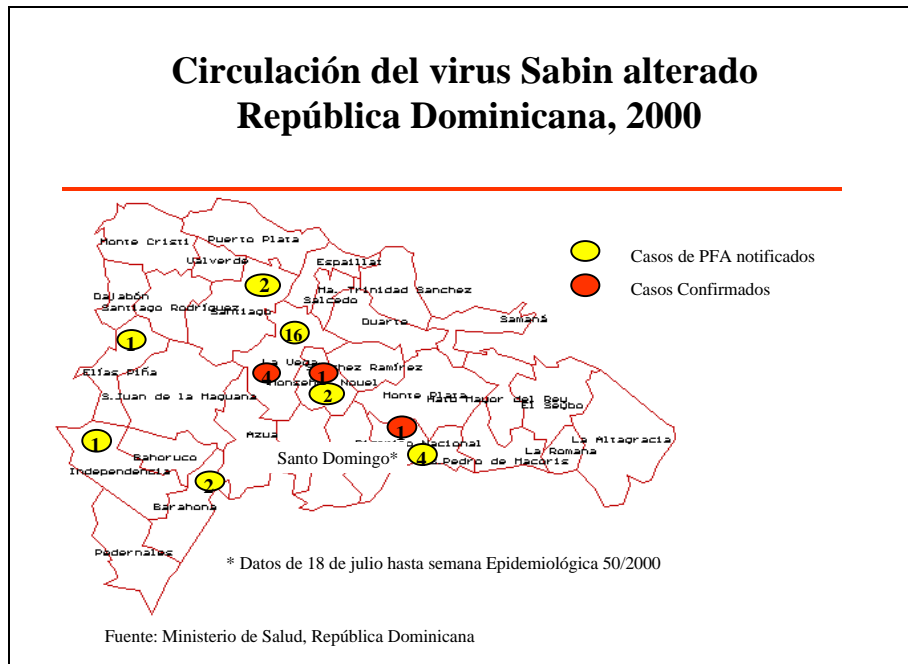 Circulación del virus Sabin alterado
República Dominicana, 2000
Monte Cristi
Puerto Plata
Valverde
Espaillat
Casos de PFA notificados
2
Ma. Trinidad Sanchez
Casos Confirmados
Dajabón
Salcedo
Santiago Rodríguez
Santiago
Duarte
Samaná
16
1
La Vega
Sanchez Ramírez
Elías Piña
4
1
Monseñor Nouel
2
Monte Plata
Hato Mayor del Rey
S.Juan de la Maguana
El Seybo
1
Azua
Distrito Nacional
La Altagracia
1
Bahoruco
Santo Domingo*
4
S.Pedro de Macoris
La Romana
Independencia
2
Barahona
Pedernales
* Datos de 18 de julio hasta semana Epidemiológica 50/2000
Fuente: Ministerio de Salud, República Dominicana